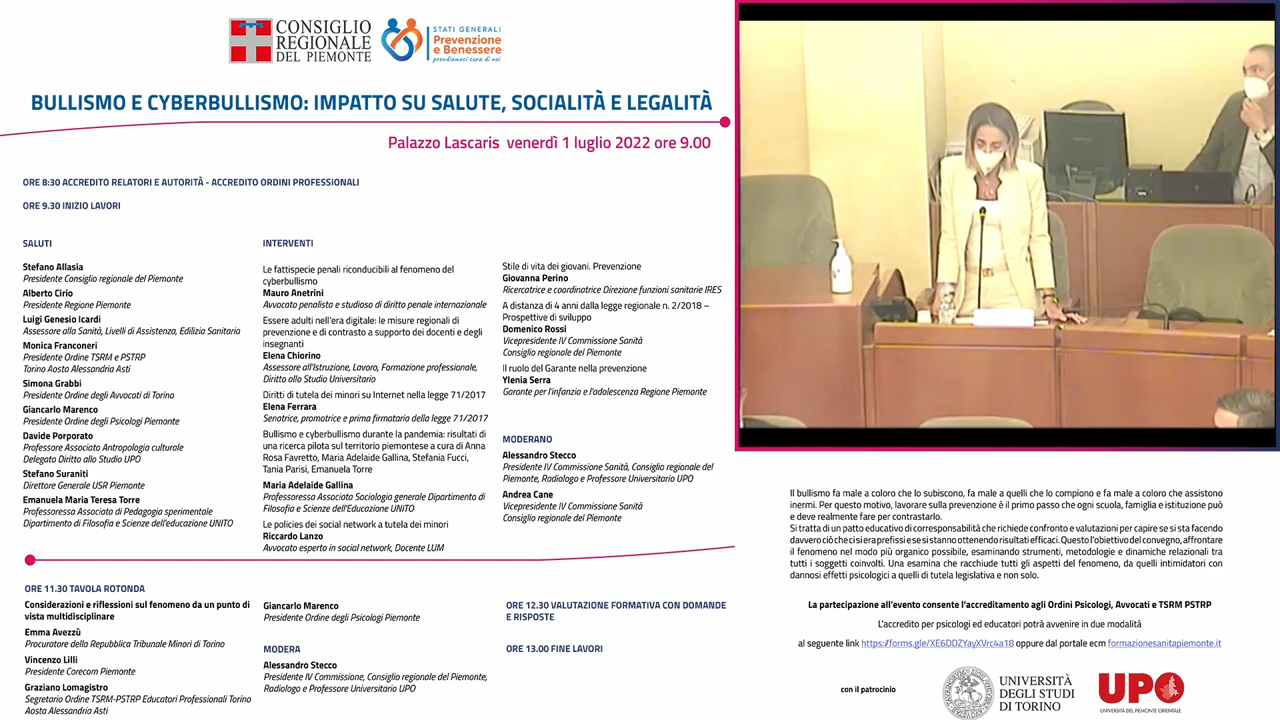 CONSIGLIO
REGIONALE
DEL PIEMONTE
STATI GENERALI
Prevenzione
e Benessere
prendiamoci cura di noi
BULLISMO E CYBERBULLISMO: IMPATTO SU SALUTE, SOCIALITÀ E LEGALITÀ
Palazzo Lascaris venerdì 1 luglio 2022 ore 9.00
ORE 8:30 ACCREDITO RELATORI E AUTORITÀ - ACCREDITO ORDINI PROFESSIONALI
ORE 9.30 INIZIO LAVORI
SALUTI
Stefano Allasia
Presidente Consiglio regionale del Piemonte
Alberto Cirio
Presidente Regione Piemonte
Luigi Genesio Icardi
Assessore alla Sanità, Livelli di Assistenza, Edilizia Sanitaria
Monica Franconeri
Presidente Ordine TSRM e PSTRP
Torino Aosta Alessandria Asti
Simona Grabbi
Presidente Ordine degli Avvocati di Torino
Giancarlo Marenco
Presidente Ordine degli Psicologi Piemonte
Davide Porporato
Professore Associato Antropologia culturale
Delegato Diritto allo Studio UPO
Stefano Suraniti
Direttore Generale USR Piemonte
Emanuela Maria Teresa Torre
Professoressa Associata di Pedagogia sperimentale
Dipartimento di Filosofia e Scienze dell'educazione UNITO
INTERVENTI
Le fattispecie penali riconducibili al fenomeno del
cyberbullismo
Mauro Anetrini
Avvocato penalista e studioso di diritto penale internazionale
Essere adulti nell'era digitale: le misure regionali di
prevenzione e di contrasto a supporto dei docenti e degli
insegnanti
Elena Chiorino
Assessore all'Istruzione, Lavoro, Formazione professionale,
Diritto allo Studio Universitario
Diritti di tutela dei minori su Internet nella legge 71/2017
Elena Ferrara
Senatrice, promotrice e prima firmataria della legge 71/2017
Bullismo e cyberbullismo durante la pandemia: risultati di
una ricerca pilota sul territorio piemontese a cura di Anna
Rosa Favretto, Maria Adelaide Gallina, Stefania Fucci,
Tania Parisi, Emanuela Torre
Maria Adelaide Gallina
Professoressa Associata Sociologia generale Dipartimento di
Filosofia e Scienze dell'Educazione UNITO
Le policies dei social network a tutela dei minori
Riccardo Lanzo
Avvocato esperto in social network, Docente LUM
Stile di vita dei giovani. Prevenzione
Giovanna Perino
Ricercatrice e coordinatrice Direzione funzioni sanitarie IRES
A distanza di 4 anni dalla legge regionale n. 2/2018 –
Prospettive di sviluppo
Domenico Rossi
Vicepresidente IV Commissione Sanità
Consiglio regionale del Piemonte
Il ruolo del Garante nella prevenzione
Ylenia Serra
Garante per l'infanzia e l'adolescenza Regione Piemonte
MODERANO
Alessandro Stecco
Presidente IV Commissione Sanità, Consiglio regionale del
Piemonte, Radiologo e Professore Universitario UPO
Andrea Cane
Vicepresidente IV Commissione Sanità
Consiglio regionale del Piemonte
ORE 11.30 TAVOLA ROTONDA
Considerazioni e riflessioni sul fenomeno da un punto di
vista multidisciplinare
Emma Avezzù
Procuratore della Repubblica Tribunale Minori di Torino
Vincenzo Lilli
Presidente Corecom Piemonte
Graziano Lomagistro
Segretario Ordine TSRM-PSTRP Educatori Professionali Torino
Aosta Alessandria Asti
Giancarlo Marenco
Presidente Ordine degli Psicologi Piemonte
MODERA
Alessandro Stecco
Presidente IV Commissione, Consiglio regionale del Piemonte,
Radiologo e Professore Universitario UPO
ORE 12.30 VALUTAZIONE FORMATIVA CON DOMANDE
E RISPOSTE
ORE 13.00 FINE LAVORI
Il bullismo fa male a coloro che lo subiscono, fa male a quelli che lo compiono e fa male a coloro che assistono
inermi. Per questo motivo, lavorare sulla prevenzione è il primo passo che ogni scuola, famiglia e istituzione può
e deve realmente fare per contrastarlo.
Si tratta di un patto educativo di corresponsabilità che richiede confronto e valutazioni per capire se si sta facendo
davvero ciò che ci si era prefissi e se si stanno ottenendo risultati efficaci. Questo l'obiettivo del convegno, affrontare
il fenomeno nel modo più organico possibile, esaminando strumenti, metodologie e dinamiche relazionali tra
tutti i soggetti coinvolti. Una esamina che racchiude tutti gli aspetti del fenomeno, da quelli intimidatori con
dannosi effetti psicologici a quelli di tutela legislativa e non solo.
La partecipazione all'evento consente l'accreditamento agli Ordini Psicologi, Avvocati e TSRM PSTRP
L'accredito per psicologi ed educatori potrà avvenire in due modalità
al seguente link https://forms.gle/XE6DDZYayXVrc4a18 oppure dal portale ecm formazionesanitapiemonte.it
con il patrocinio
UNIVERSITÀ
DEGLI STUDI
DI TORINO
UPO
UNIVERSITÀ DEL PIEMONTE ORIENTALE